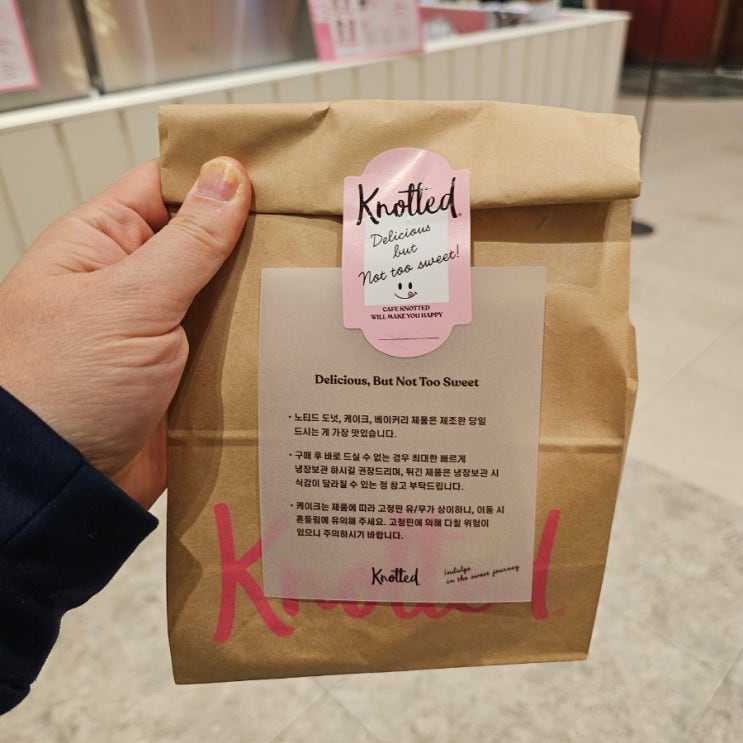 Knotted
Delicious
but
Not too sweet!
CAFE KNOTTED
WILL MAKE YOU HAPPY
Delicious, But Not Too Sweet
· 노티드 도넛, 케이크, 베이커리 제품은 제조한 당일
드시는 게 가장 맛있습니다.
· 구매 후 바로 드실 수 없는 경우 최대한 빠르게
냉장보관 하시길 권장드리며, 튀긴 제품은 냉장보관 시
식감이 달라질 수 있는 점 참고 부탁드립니다.
· 케이크는 제품에 따라 고정핀 유/무가 상이하니, 이동 시
흔들림에 유의해 주세요. 고정핀에 의해 다칠 위험이
있으니 주의하시기 바랍니다.
Knotted
Indulge
in the sweet journey
Knotted